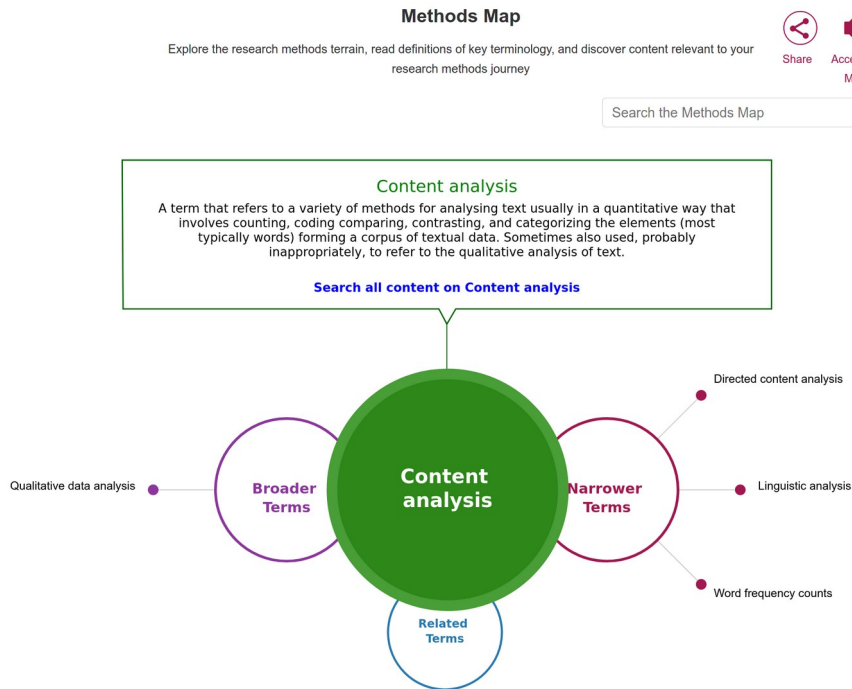 Methods Map
Explore the research methods terrain, read definitions of key terminology, and discover content relevant to your
research methods journey
Share
Search the Methods Map
Content analysis
A term that refers to a variety of methods for analysing text usually in a quantitative way that
involves counting, coding comparing, contrasting, and categorizing the elements (most
typically words) forming a corpus of textual data. Sometimes also used, probably
inappropriately, to refer to the qualitative analysis of text.
Search all content on Content analysis
Directed content analysis
Qualitative data analysis
Broader
Terms
Content
analysis
Narrower
Terms
Linguistic analysis
Word frequency counts
Related
Terms